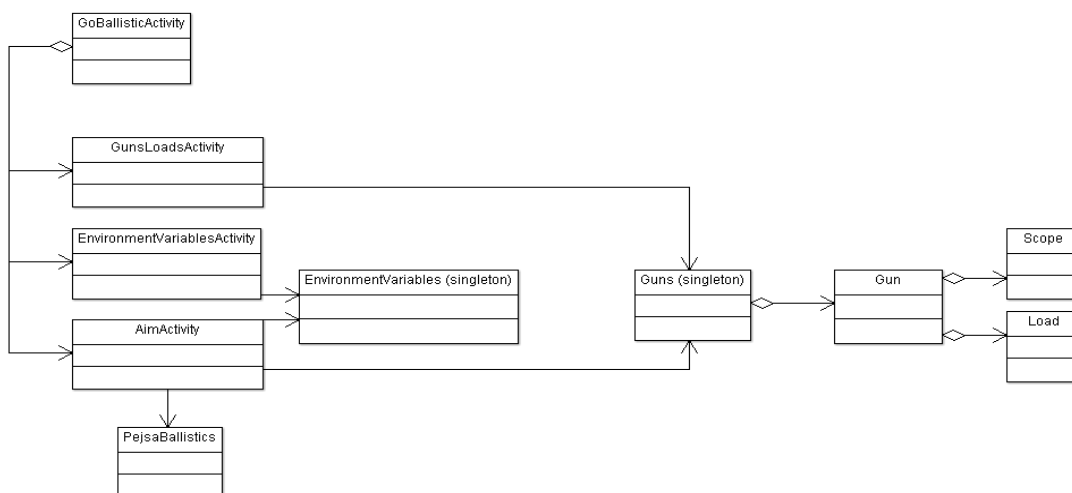 GoBallisticActivity
GunsLoadsActivity
EnvironmentVariablesActivity
EnvironmentVariables (singleton)
Guns (singleton)
Gun
Scope
Load
AimActivity
PejsaBallistics